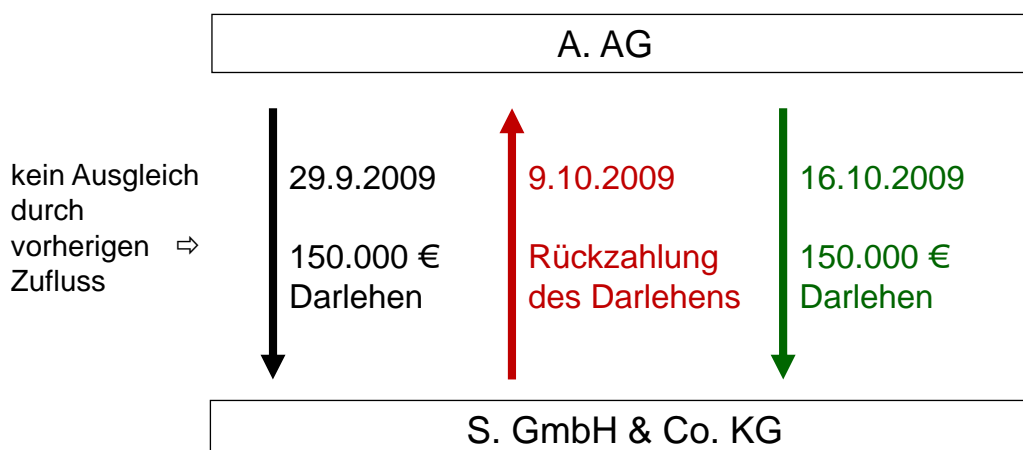 A. AG
kein Ausgleich
durch
vorherigen ⇨
Zufluss
29.9.2009
150.000 €
Darlehen
9.10.2009
Rückzahlung
des Darlehens
16.10.2009
150.000 €
Darlehen
S. GmbH & Co. KG